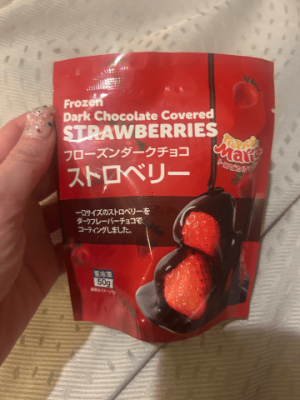 Frozen
Dark Chocolate Covered
STRAWBERRIES
フローズンダークチョコ
ストロベリー
一口サイズのストロベリーを
ダークフレーバーチョコで
コーティングしました。
要冷凍
50g